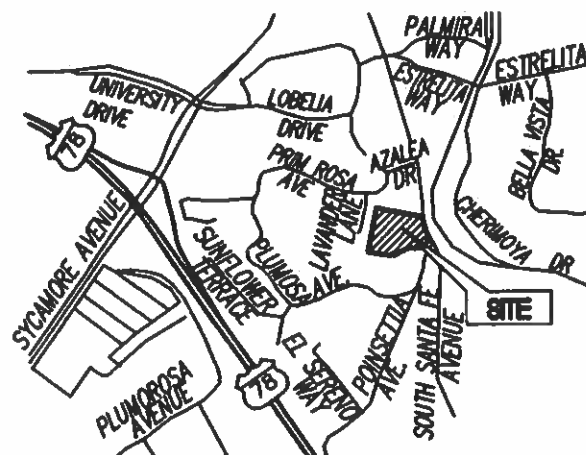 PALMIRA
WAY
ESTRELITA
WAY
ESTRELITA
WAY
UNIVERSITY
DRIVE
LOBELIA
DRIVE
BELLA VISTA
DR.
78
PRIM ROSA
AVE
AZALEA
DR
LAVANDERA
LANE
CHERIMOYA
DR
SYCAMORE AVENUE
SUNFLOWER
TERRACE
PLUMOSA AVE.
SITE
POINSETTIA
AVE.
SOUTH SANTA FE
AVENUE
EL SERENO
WAY
78
PLUMOROSA
AVENUE